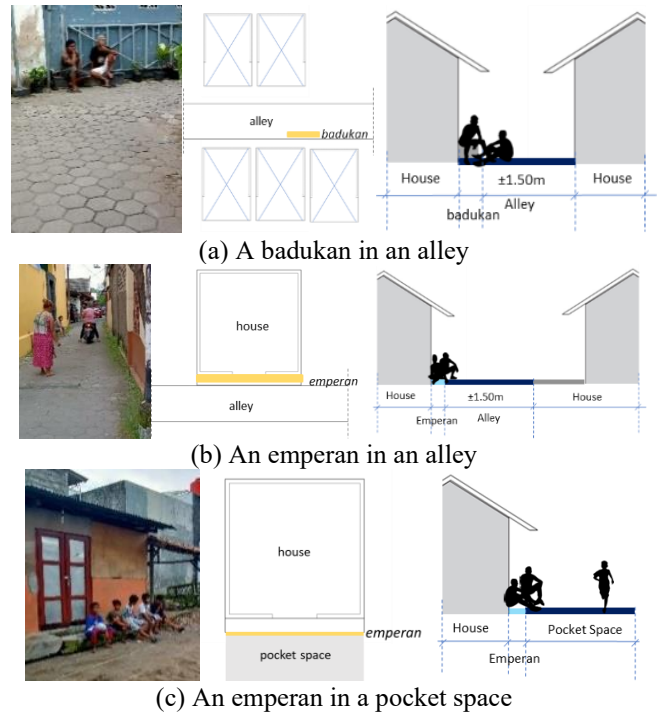 alley
badukan
House
±1.50m
House
Alley
badukan
(a) A badukan in an alley
house
emperan
alley
House
±1.50m
House
Emperan
Alley
(b) An emperan in an alley
house
emperan
pocket space
House
Pocket Space
Emperan
(c) An emperan in a pocket space